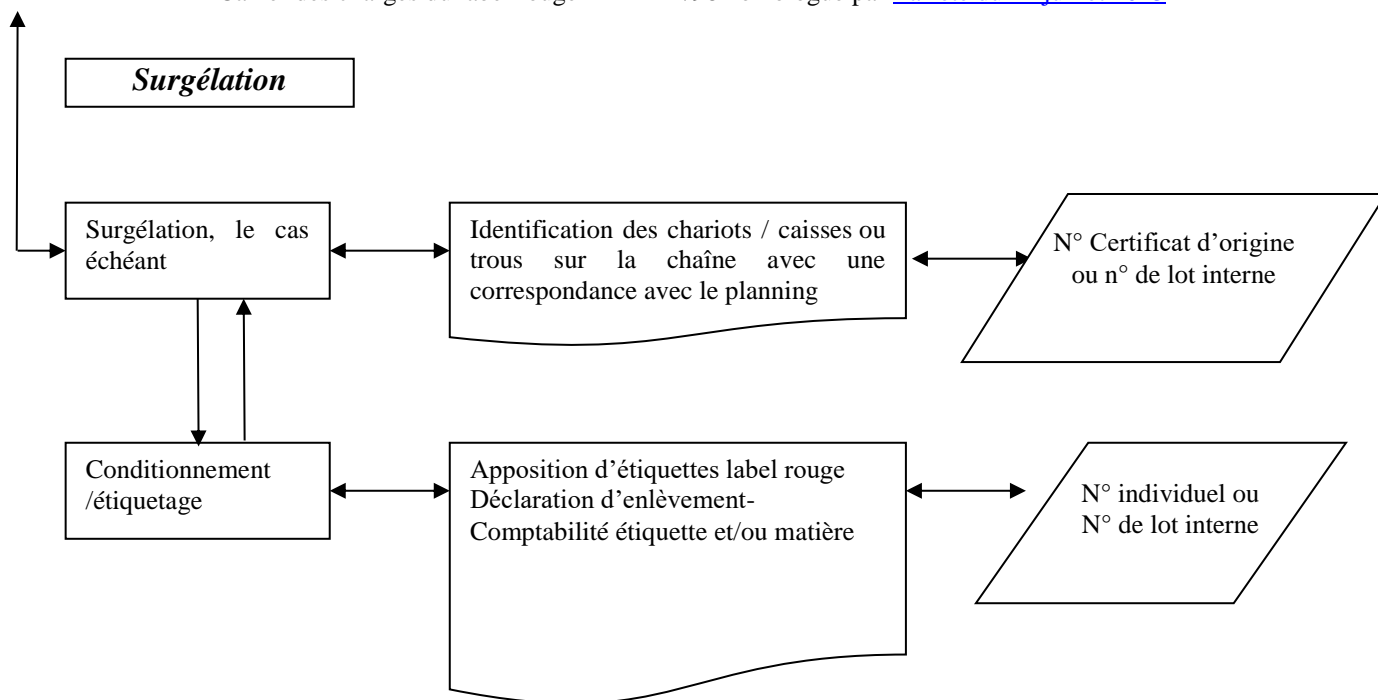 Surgélation
Surgélation, le cas
échéant
Identification des chariots / caisses ou
trous sur la chaîne avec une
correspondance avec le planning
N° Certificat d’origine
ou n° de lot interne
Conditionnement
/étiquetage
Apposition d’étiquettes label rouge
Déclaration d’enlèvement-
Comptabilité étiquette et/ou matière
N° individuel ou
N° de lot interne